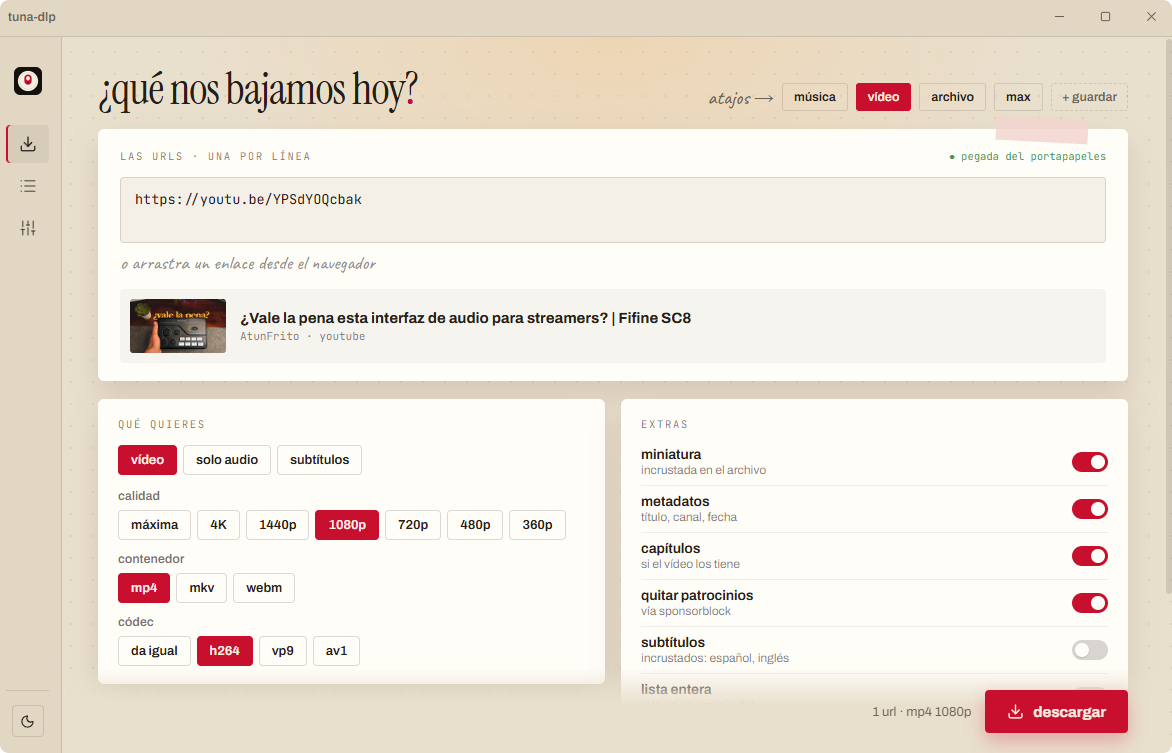 tuna-dlp
¿qué nos bajamos hoy?.
atajos → música vídeo archivo max + guardar
LAS URLS · UNA POR LÍNEA
● pegada del portapapeles
https://youtu.be/YPSdYOQcbak
o arrastra un enlace desde el navegador
¿vale la pena?
¿Vale la pena esta interfaz de audio para streamers? | Fifine SC8
AtunFrito · youtube
QUÉ QUIERES
vídeo solo audio subtítulos
calidad
máxima 4K 1440p 1080p 720p 480p 360p
contenedor
mp4 mkv webm
códec
da igual h264 vp9 av1
EXTRAS
miniatura
incrustada en el archivo
metadatos
título, canal, fecha
capítulos
si el vídeo los tiene
quitar patrocinios
vía sponsorblock
subtítulos
incrustados: español, inglés
lista entera
1 url · mp4 1080p
descargar